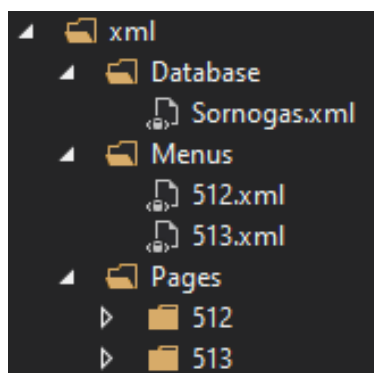 xml
Database
Sornogas.xml
Menus
512.xml
513.xml
Pages
512
513